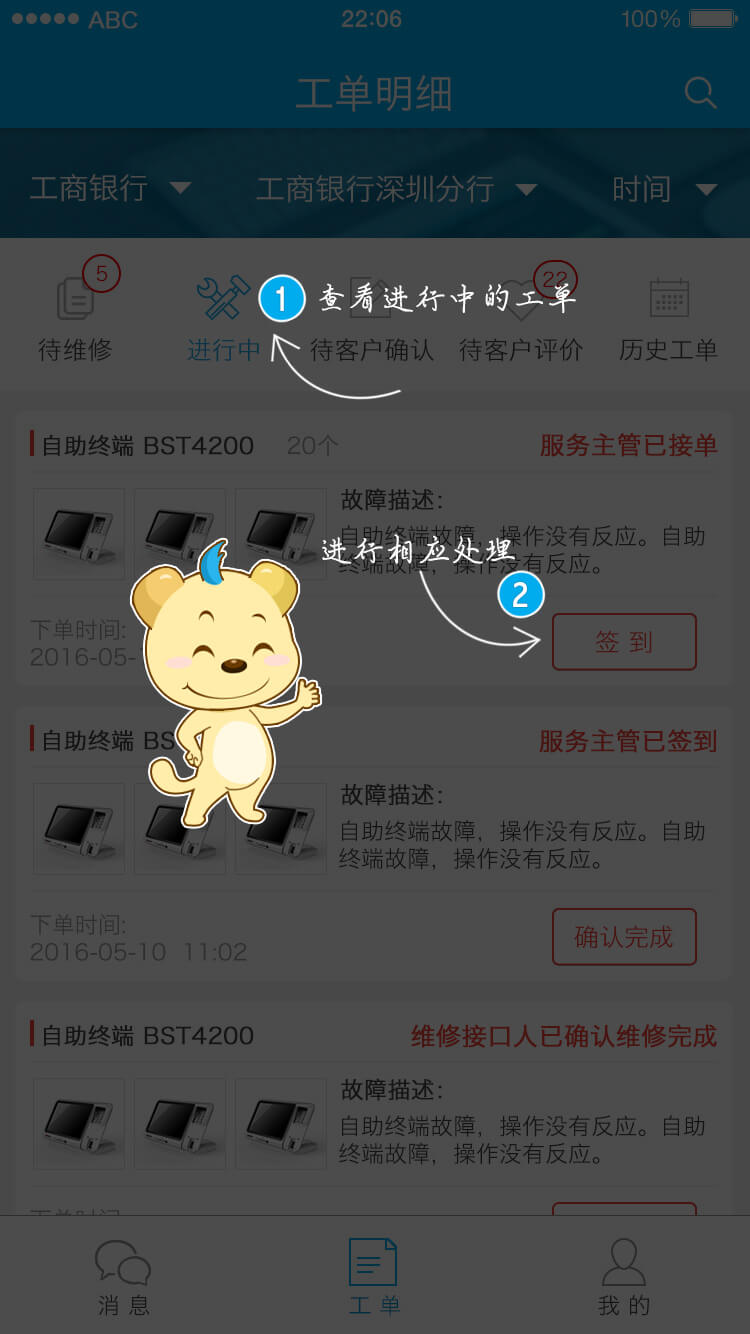 ABC 22:06 100%
工单明细
工商银行 工商银行深圳分行 时间
5 22
1 查看进行中的工单
待维修 进行中 待客户确认 待客户评价 历史工单
自助终端 BST4200 20个 服务主管已接单
故障描述:
自助终端故障，操作没有反应。自助
终端故障，操作没有反应。
进行相应处理
2
下单时间:
2016-05-
签 到
自助终端 BS 服务主管已签到
故障描述:
自助终端故障，操作没有反应。自助
终端故障，操作没有反应。
下单时间:
2016-05-10 11:02
确认完成
自助终端 BST4200 维修接口人已确认维修完成
故障描述:
自助终端故障，操作没有反应。自助
终端故障，操作没有反应。
消 息 工 单 我 的